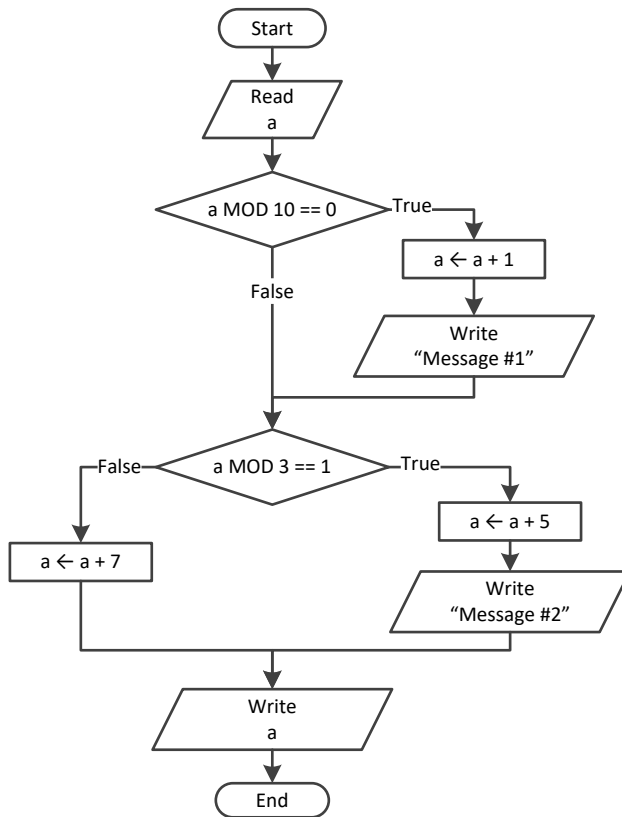 Start
Read
a
a MOD 10 == 0
True
a ← a + 1
False
Write
“Message #1”
False
a MOD 3 == 1
True
a ← a + 5
a ← a + 7
Write
“Message #2”
Write
a
End